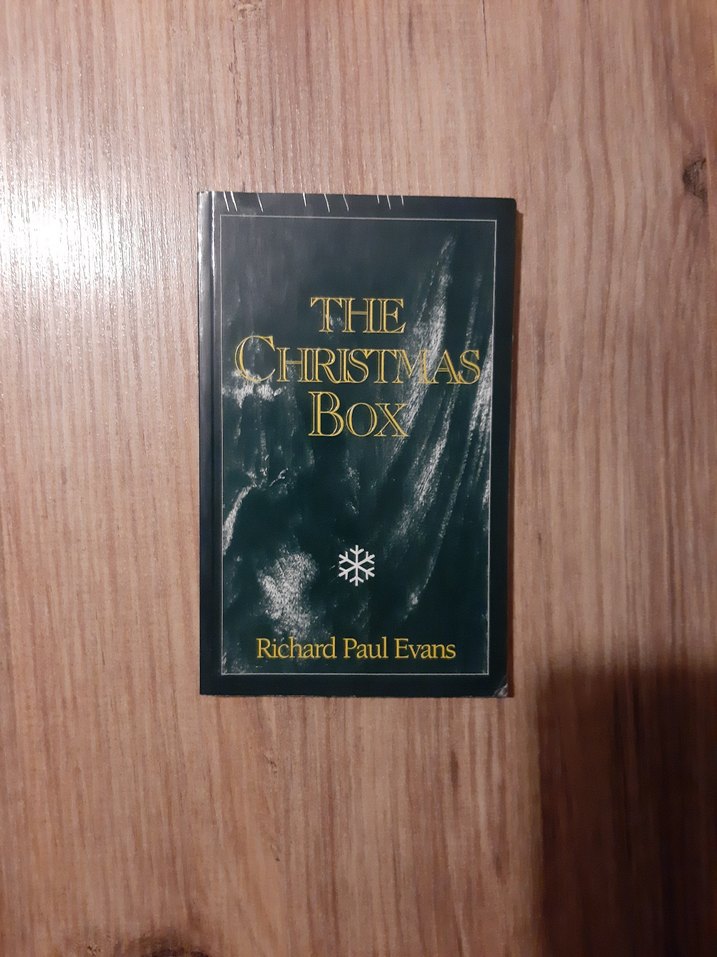 THE
CHRISTMAS
BOX
Richard Paul Evans